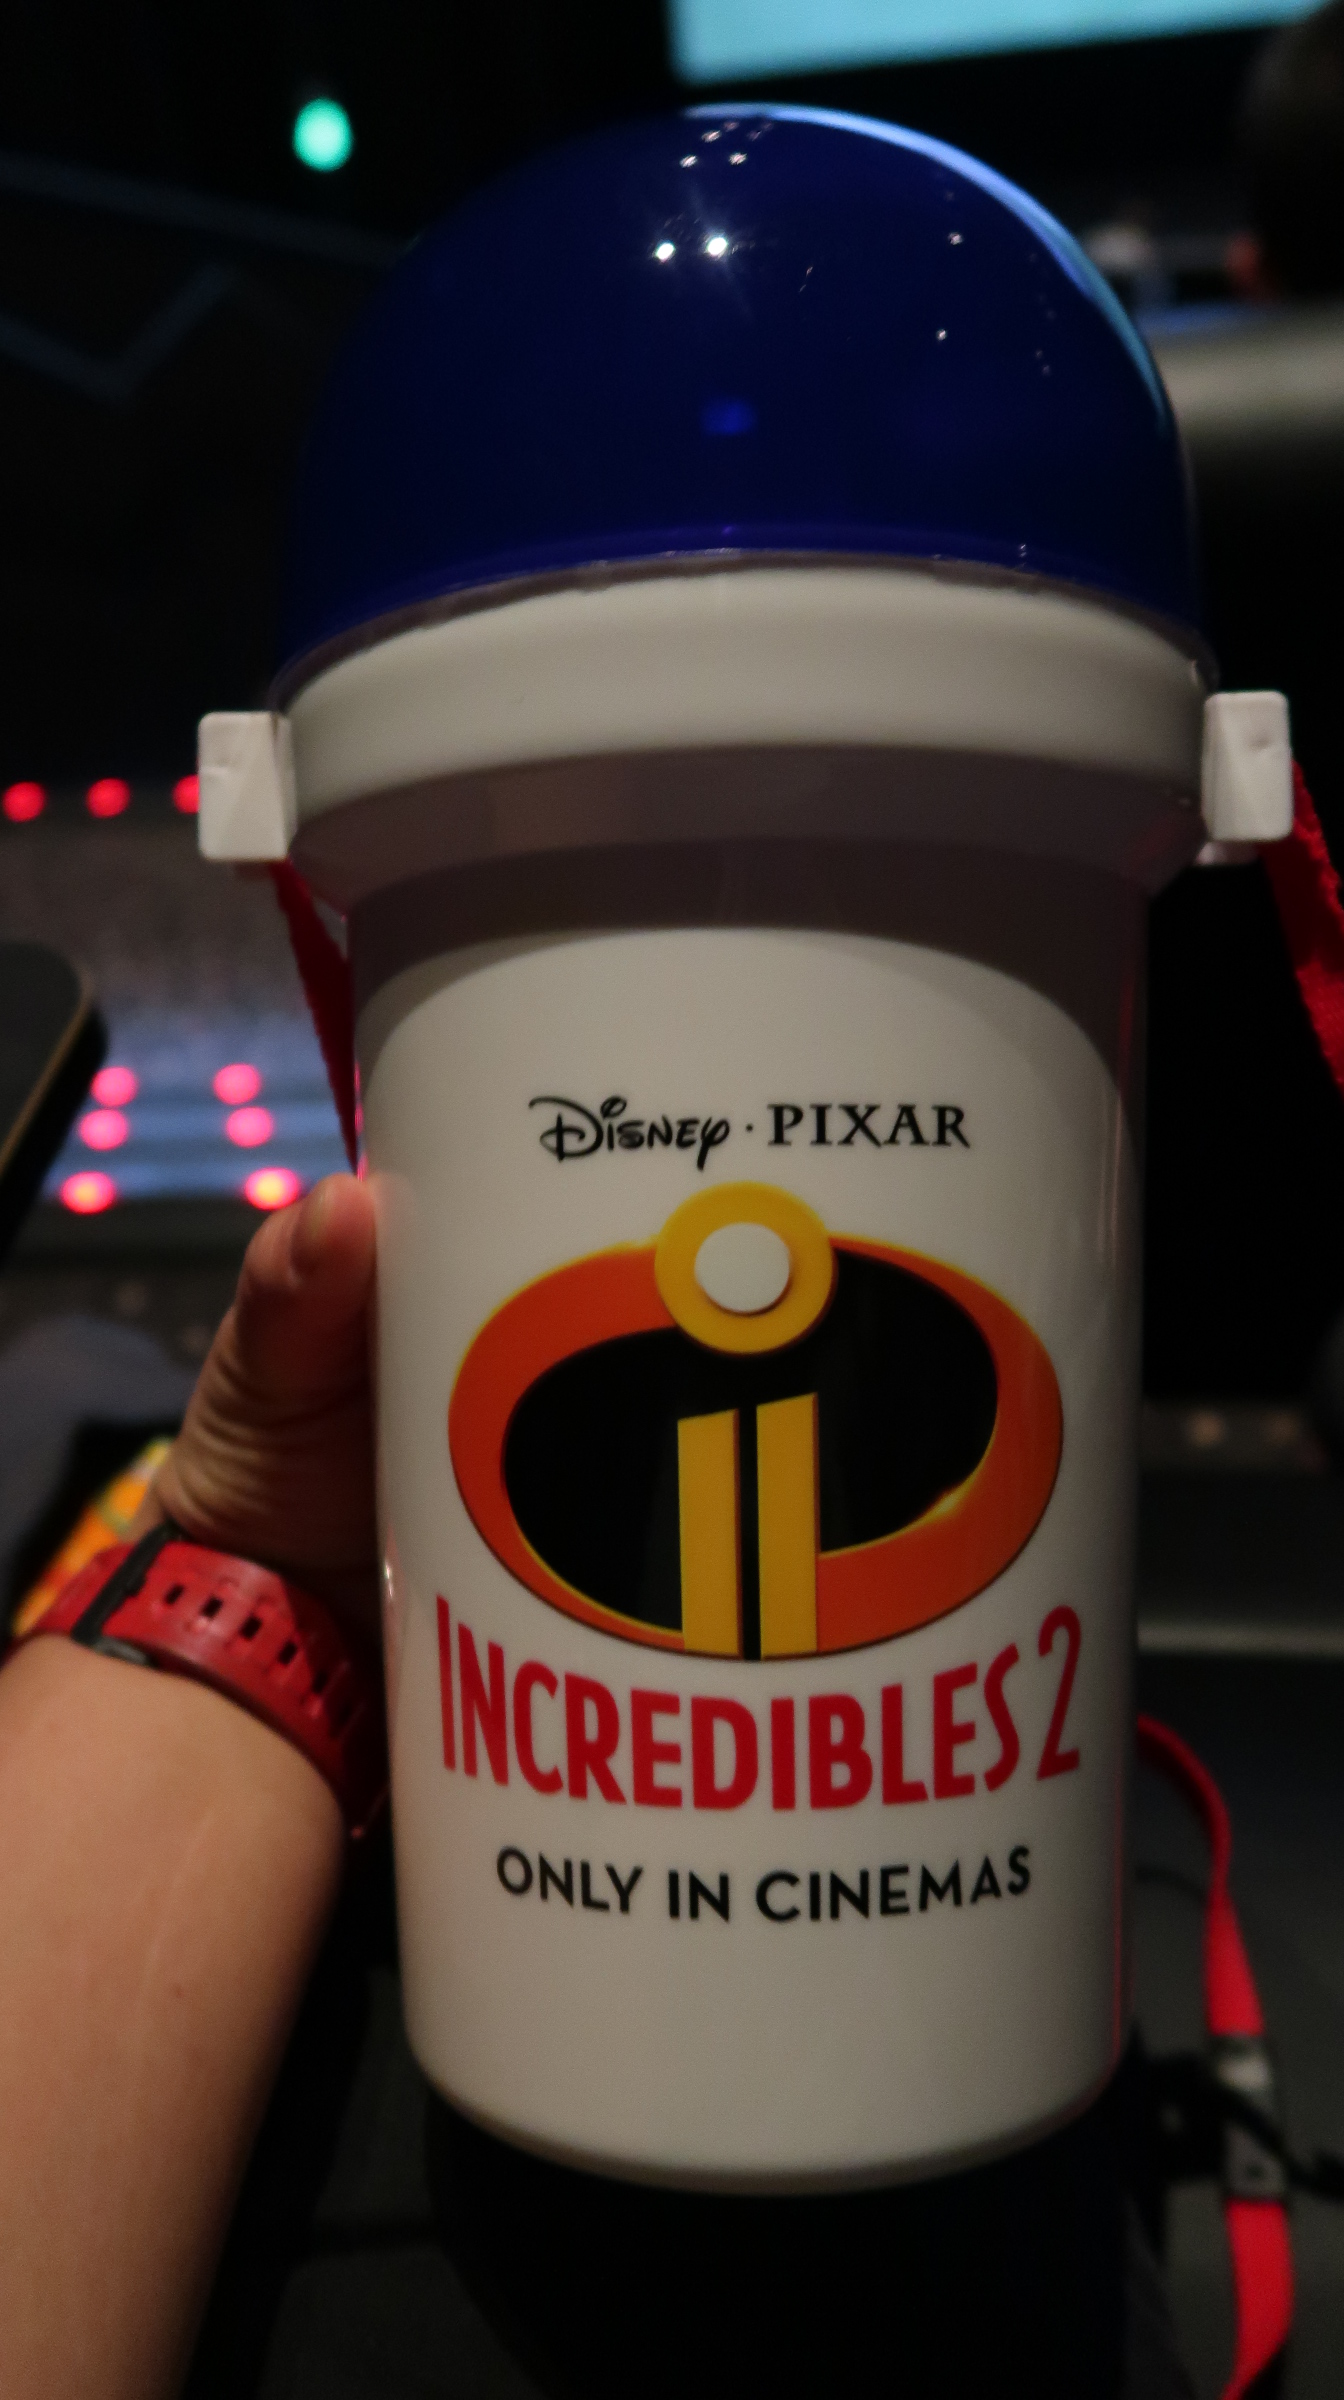 Disney · PIXAR
INCREDIBLES 2
ONLY IN CINEMAS